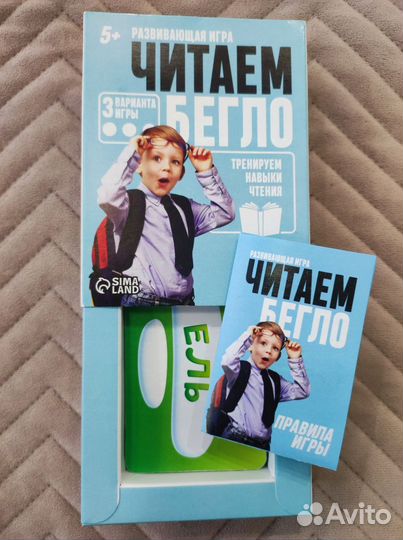 5+
РАЗВИВАЮЩАЯ ИГРА
ЧИТАЕМ
БЕГЛО
3 ВАРИАНТА
ИГРЫ
ТРЕНИРУЕМ
НАВЫКИ
ЧТЕНИЯ
SIMA
LAND
ЕЛЬ
РАЗВИВАЮЩАЯ ИГРА
ЧИТАЕМ
БЕГЛО
ПРАВИЛА
ИГРЫ
Avito